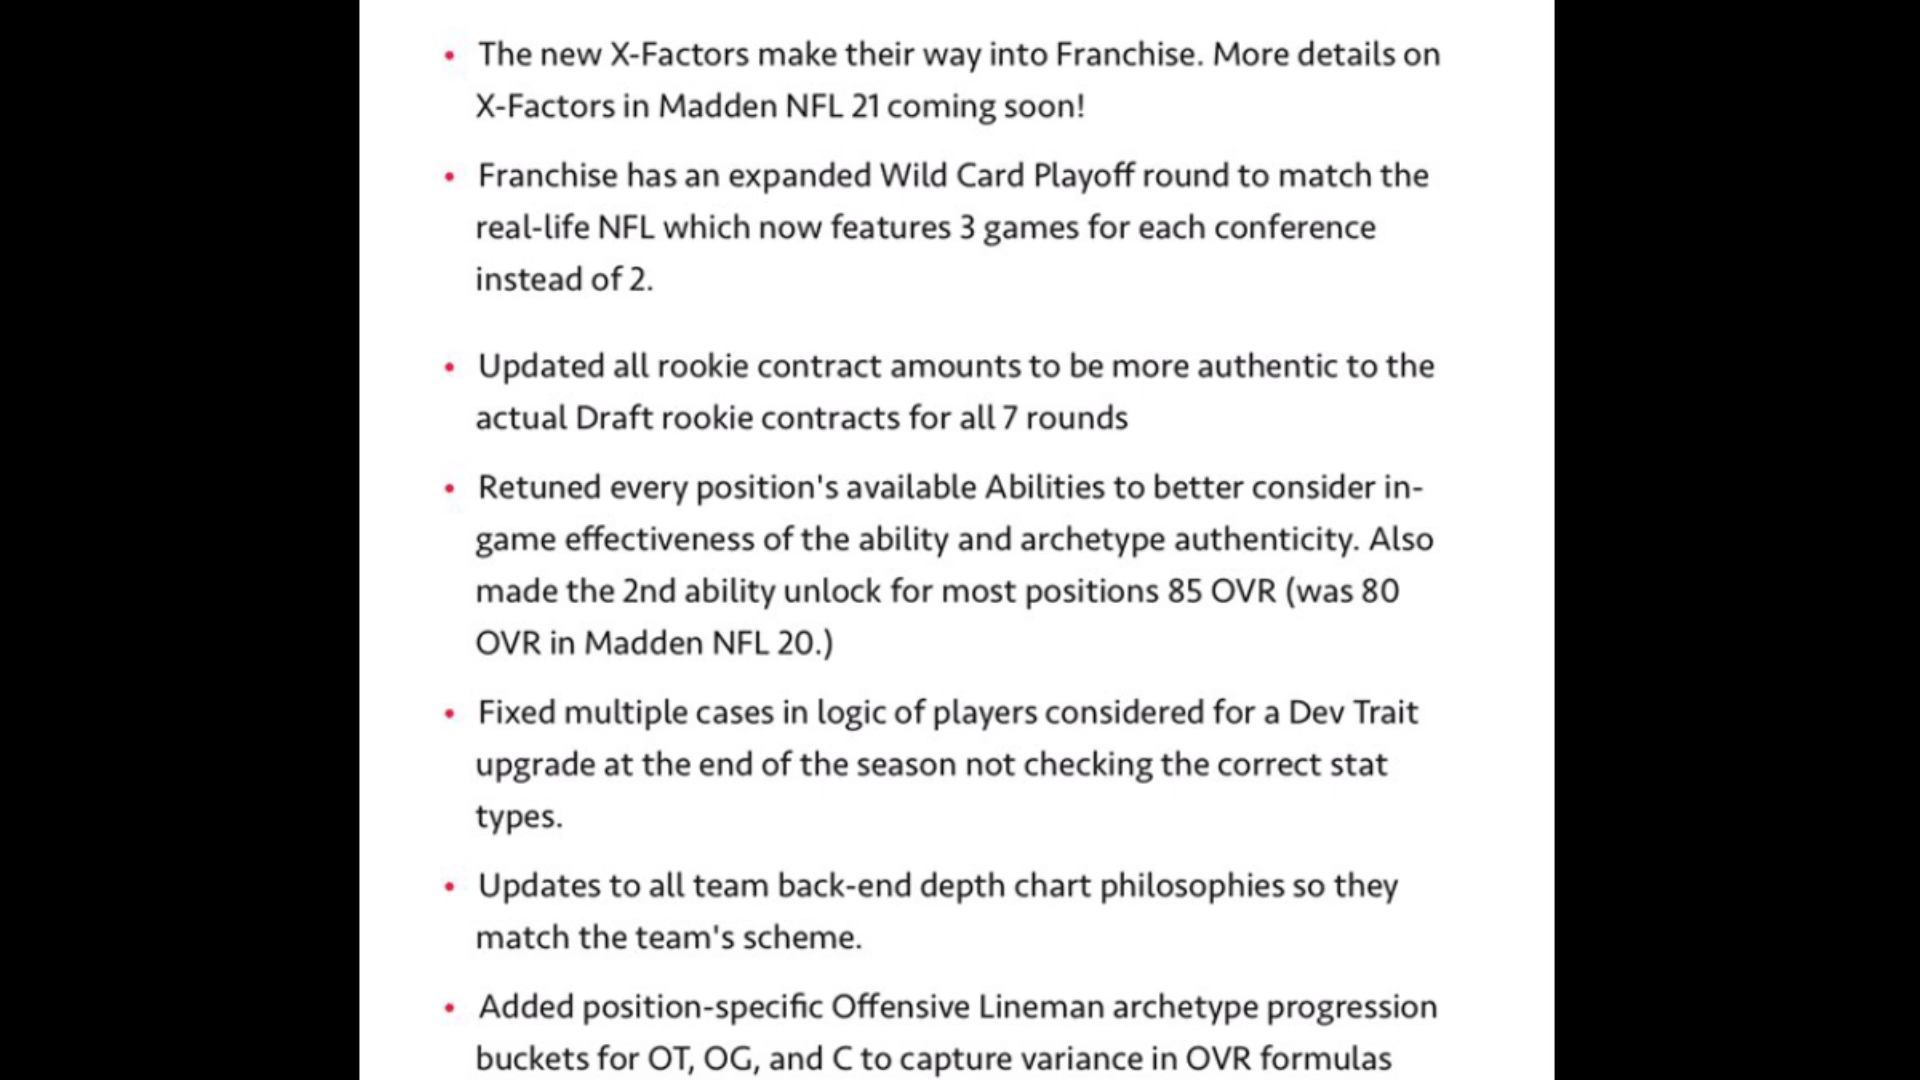 • The new X-Factors make their way into Franchise. More details on
X-Factors in Madden NFL 21 coming soon!
• Franchise has an expanded Wild Card Playoff round to match the
real-life NFL which now features 3 games for each conference
instead of 2.
• Updated all rookie contract amounts to be more authentic to the
actual Draft rookie contracts for all 7 rounds
• Retuned every position's available Abilities to better consider in-
game effectiveness of the ability and archetype authenticity. Also
made the 2nd ability unlock for most positions 85 OVR (was 80
OVR in Madden NFL 20.)
• Fixed multiple cases in logic of players considered for a Dev Trait
upgrade at the end of the season not checking the correct stat
types.
• Updates to all team back-end depth chart philosophies so they
match the team's scheme.
• Added position-specific Offensive Lineman archetype progression
buckets for OT, OG, and C to capture variance in OVR formulas